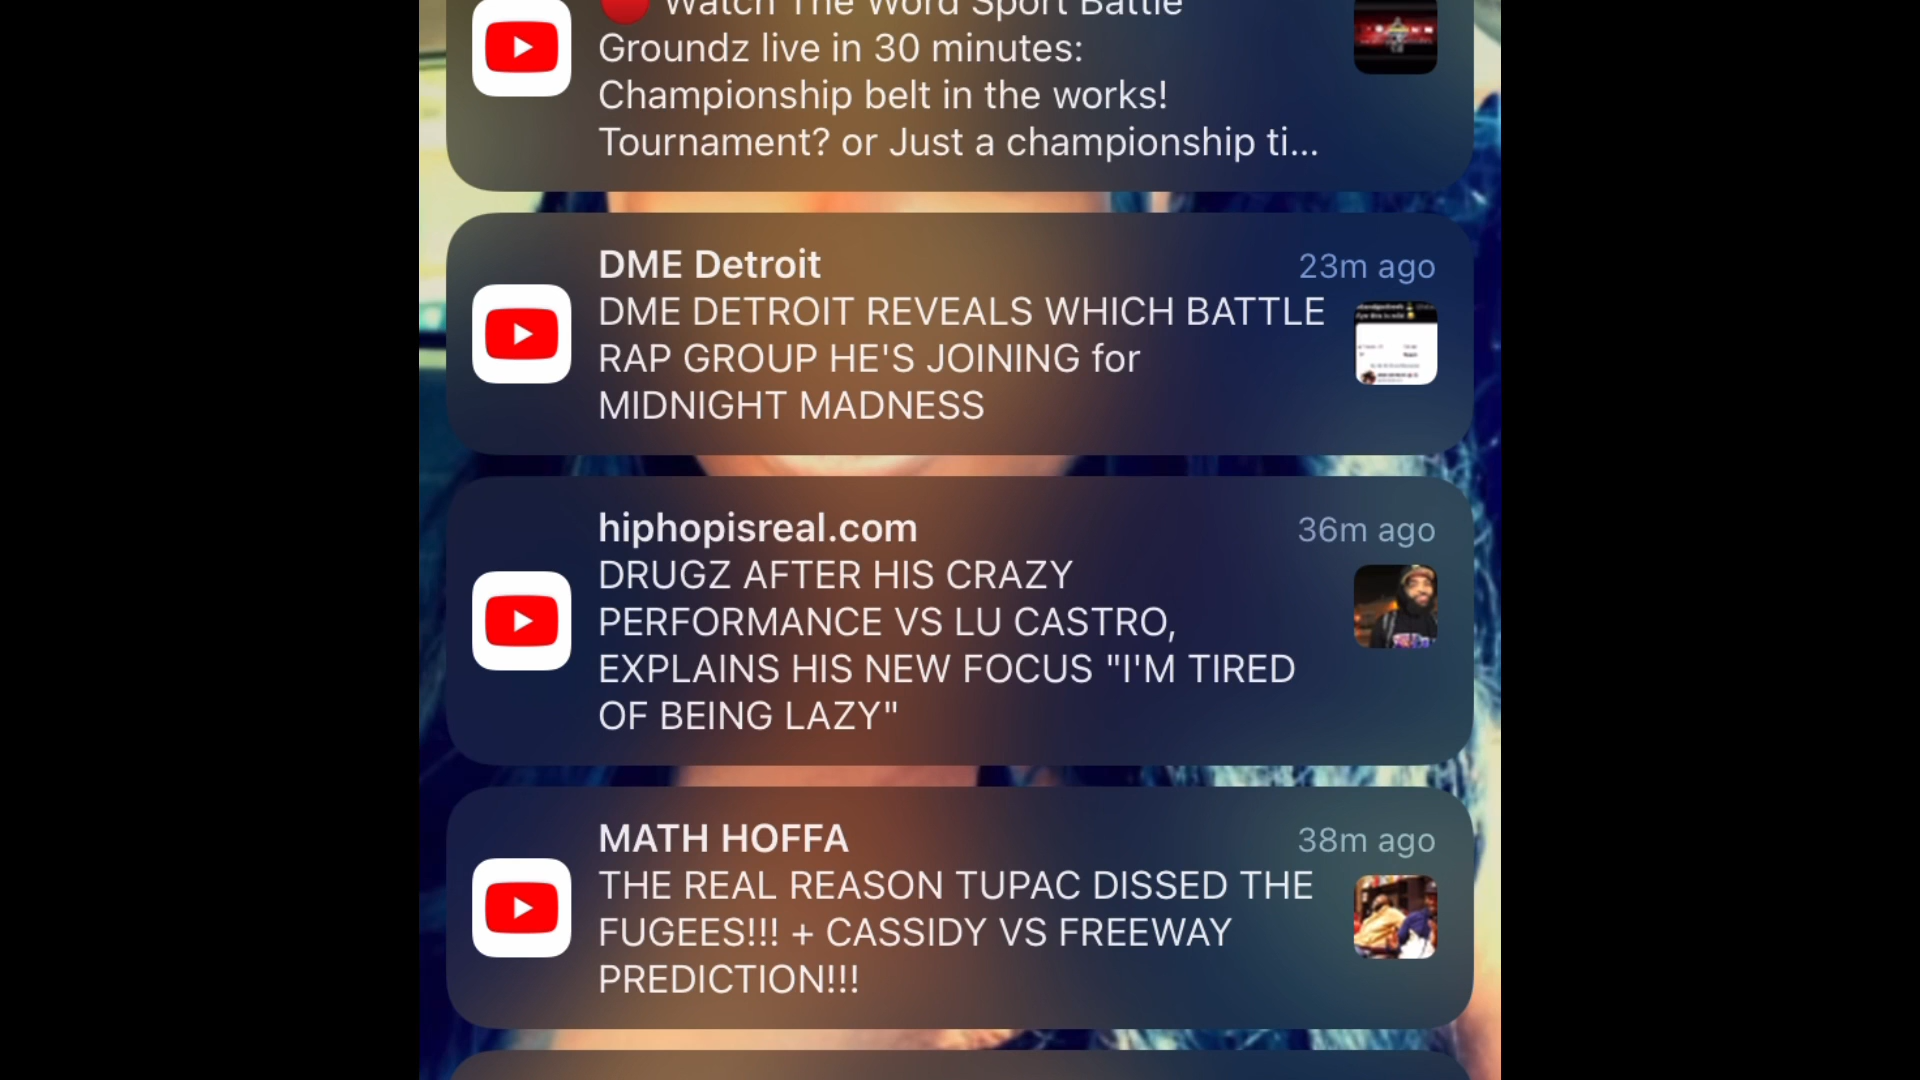 Watch The Word Sport Battle
Groundz live in 30 minutes:
Championship belt in the works!
Tournament? or Just a championship ti...
DME Detroit
23m ago
DME DETROIT REVEALS WHICH BATTLE
RAP GROUP HE'S JOINING for
MIDNIGHT MADNESS
hiphopisreal.com
36m ago
DRUGZ AFTER HIS CRAZY
PERFORMANCE VS LU CASTRO,
EXPLAINS HIS NEW FOCUS "I'M TIRED
OF BEING LAZY"
MATH HOFFA
38m ago
THE REAL REASON TUPAC DISSED THE
FUGEES!!! + CASSIDY VS FREEWAY
PREDICTION!!!